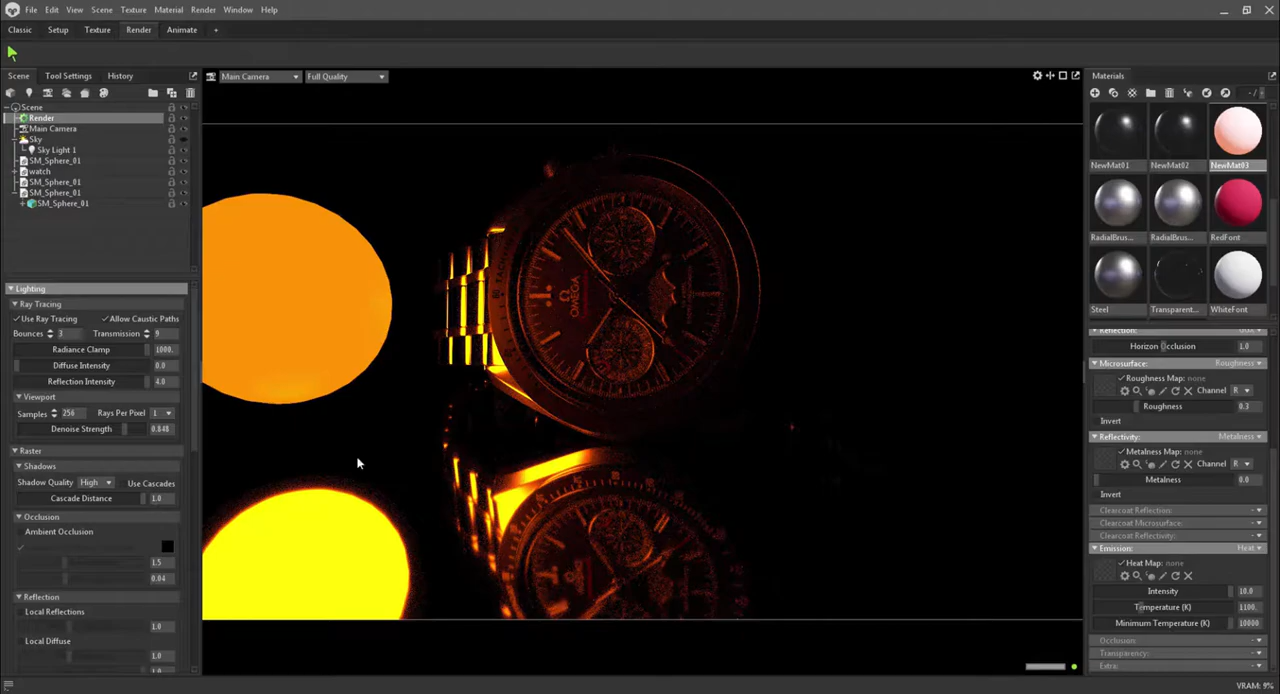 File Edit View Scene Texture Material Render Window Help
Classic Setup Texture Render Animate +
Scene Tool Settings History
Scene
Render
Main Camera
Sky
Sky Light 1
SM_Sphere_01
watch
SM_Sphere_01
SM_Sphere_01
SM_Sphere_01
Lighting
Ray Tracing
Use Ray Tracing Allow Caustic Paths
Bounces 3 Transmission 9
Radiance Clamp 1000.
Diffuse Intensity 0.0
Reflection Intensity 4.0
Viewport
Samples 256 Rays Per Pixel 1
Denoise Strength 0.848
Raster
Shadows
Shadow Quality High Use Cascades
Cascade Distance 1.0
Occlusion
Ambient Occlusion
1.5
0.04
Reflection
Local Reflections
1.0
Local Diffuse
1.0
Main Camera Full Quality
OMEGA
Materials
- /
NewMat01 NewMat02 NewMat03
RadialBrus... RadialBrus... RedFont
Steel Transparent... WhiteFont
Reflection:
Horizon Occlusion 1.0
Microsurface: Roughness
Roughness Map: none
Channel R
Roughness 0.3
Invert
Reflectivity: Metalness
Metalness Map: none
Channel R
Metalness 0.0
Invert
Clearcoat Reflection: -
Clearcoat Microsurface: -
Clearcoat Reflectivity: -
Emission: Heat
Heat Map: none
Intensity 10.0
Temperature (K) 1100.
Minimum Temperature (K) 10000
Occlusion: -
Transparency: -
Extra: -
VRAM: 9%